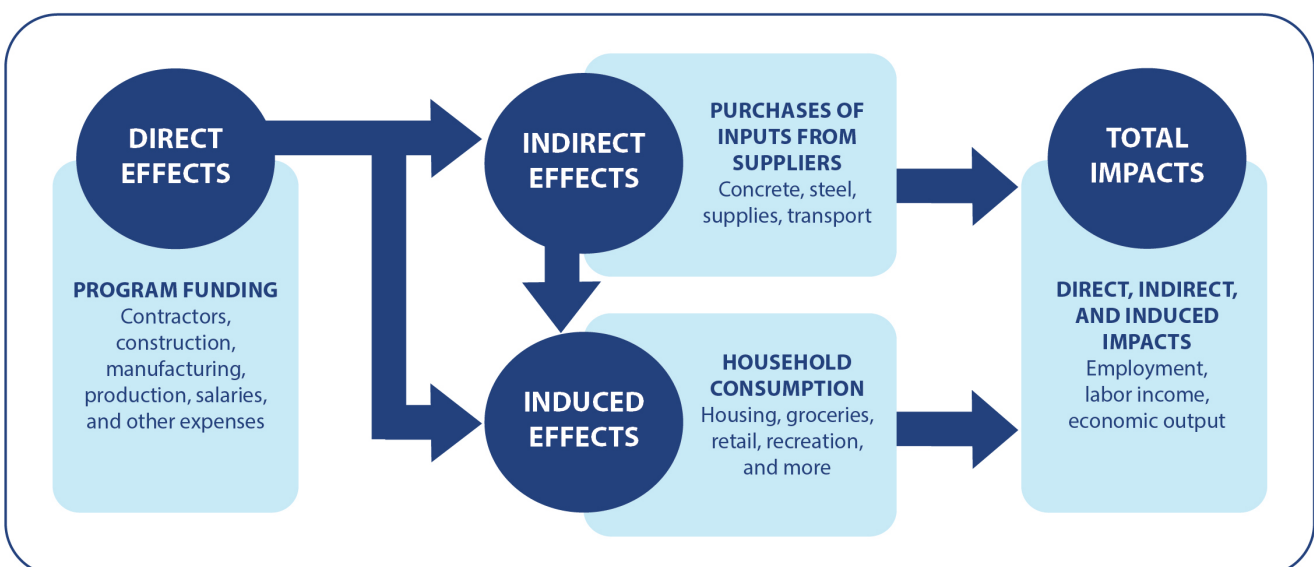 DIRECT
EFFECTS
PROGRAM FUNDING
Contractors,
construction,
manufacturing,
production, salaries,
and other expenses
INDIRECT
EFFECTS
PURCHASES OF
INPUTS FROM
SUPPLIERS
Concrete, steel,
supplies, transport
INDUCED
EFFECTS
HOUSEHOLD
CONSUMPTION
Housing, groceries,
retail, recreation,
and more
TOTAL
IMPACTS
DIRECT, INDIRECT,
AND INDUCED
IMPACTS
Employment,
labor income,
economic output